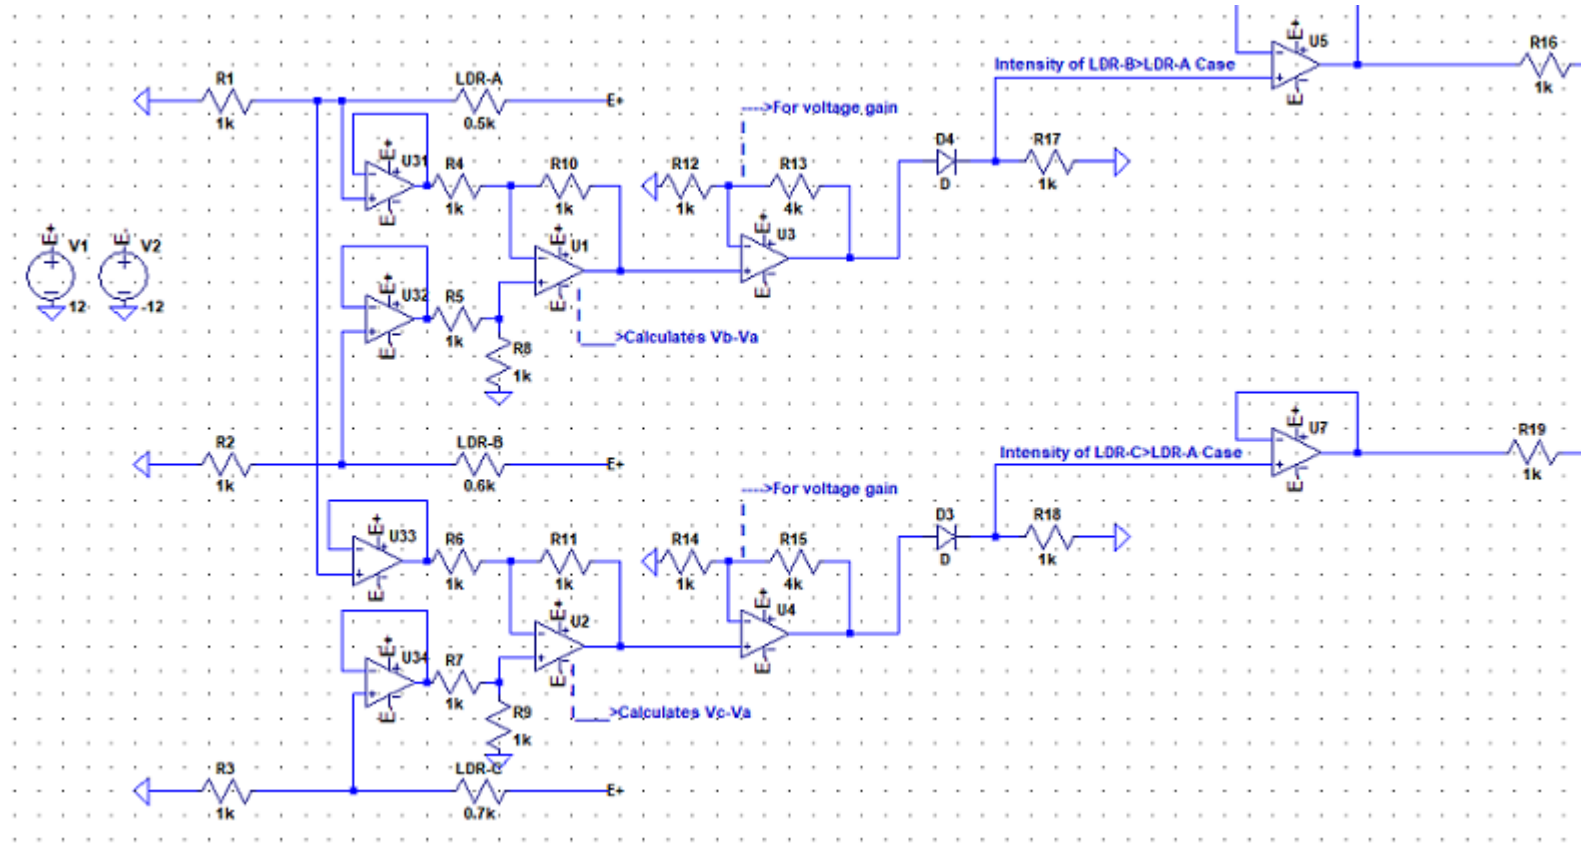 U5
R16
1k
Intensity of LDR-B>LDR-A Case
E+
E-
R1
1k
LDR-A
0.5k
E+
---->For voltage gain
U31
E+
E-
R4
1k
R10
1k
R12
1k
R13
4k
D4
D
R17
1k
E+
V1
12
E-
V2
-12
U1
E+
E-
U3
E+
E-
U32
E+
E-
R5
1k
R8
1k
>Calculates Vb-Va
R2
1k
LDR-B
0.6k
E+
Intensity of LDR-C>LDR-A Case
U7
E+
E-
R19
1k
---->For voltage gain
U33
E+
E-
R6
1k
R11
1k
R14
1k
R15
4k
D3
D
R18
1k
U2
E+
E-
U4
E+
E-
U34
E+
E-
R7
1k
R9
1k
>Calculates Vc-Va
R3
1k
LDR-C
0.7k
E+